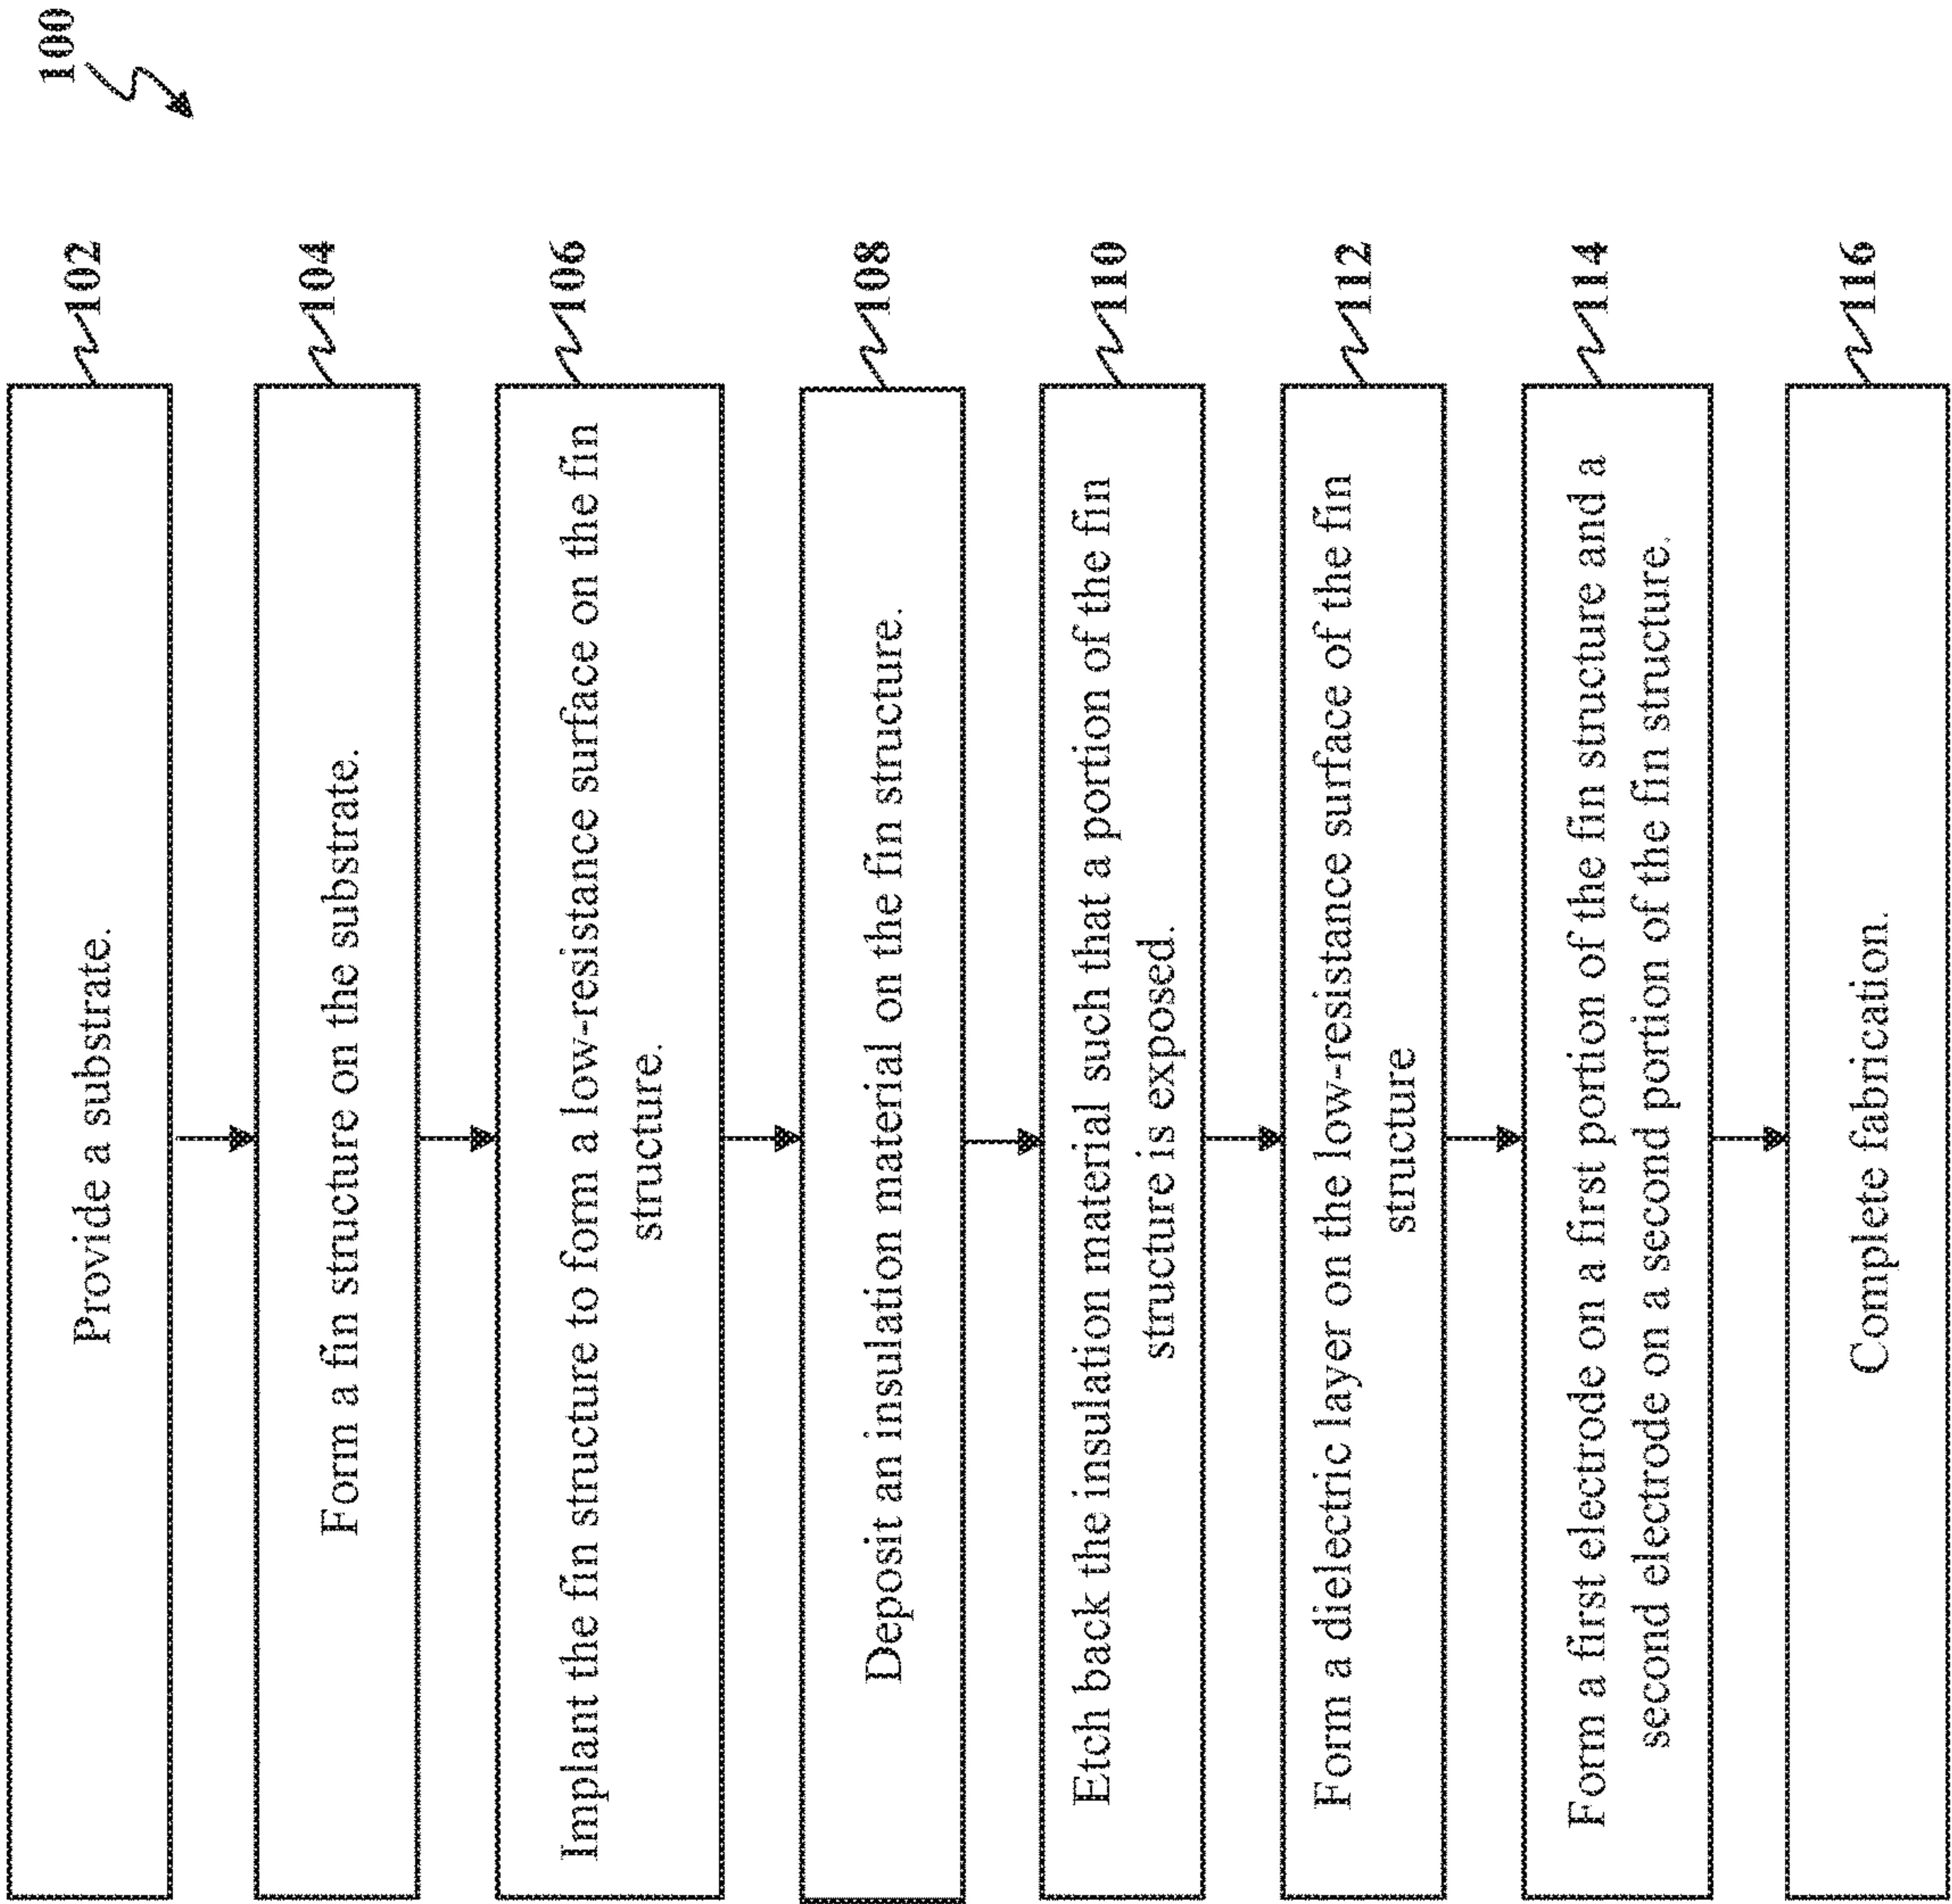 100
Provide a substrate.
102
Form a fin structure on the substrate.
104
Implant the fin structure to form a low-resistance surface on the fin
structure.
106
Deposit an insulation material on the fin structure.
108
Etch back the insulation material such that a portion of the fin
structure is exposed.
110
Form a dielectric layer on the low-resistance surface of the fin
structure
112
Form a first electrode on a first portion of the fin structure and a
second electrode on a second portion of the fin structure.
114
Complete fabrication.
116